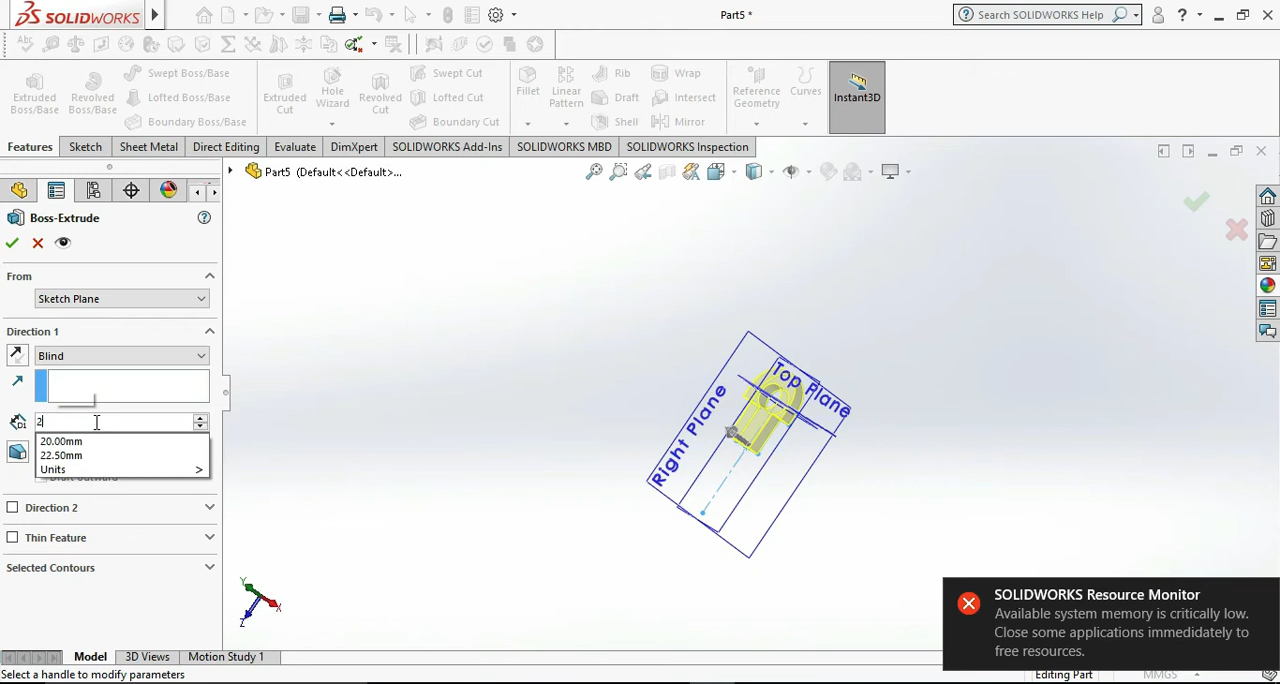 SOLIDWORKS
Part5 *
Search SOLIDWORKS Help
Extruded Boss/Base
Revolved Boss/Base
Swept Boss/Base
Lofted Boss/Base
Boundary Boss/Base
Extruded Cut
Hole Wizard
Revolved Cut
Swept Cut
Lofted Cut
Boundary Cut
Fillet
Linear Pattern
Rib
Draft
Shell
Wrap
Intersect
Mirror
Reference Geometry
Curves
Instant3D
Features
Sketch
Sheet Metal
Direct Editing
Evaluate
DimXpert
SOLIDWORKS Add-Ins
SOLIDWORKS MBD
SOLIDWORKS Inspection
Part5 (Default<<Default>...
Boss-Extrude
From
Sketch Plane
Direction 1
Blind
2
20.00mm
22.50mm
Units >
Draft outward
Direction 2
Thin Feature
Selected Contours
Top Plane
Right Plane
Y
X
Z
SOLIDWORKS Resource Monitor
Available system memory is critically low.
Close some applications immedidately to
free resources.
Model
3D Views
Motion Study 1
Select a handle to modify parameters
Editing Part
MMGS